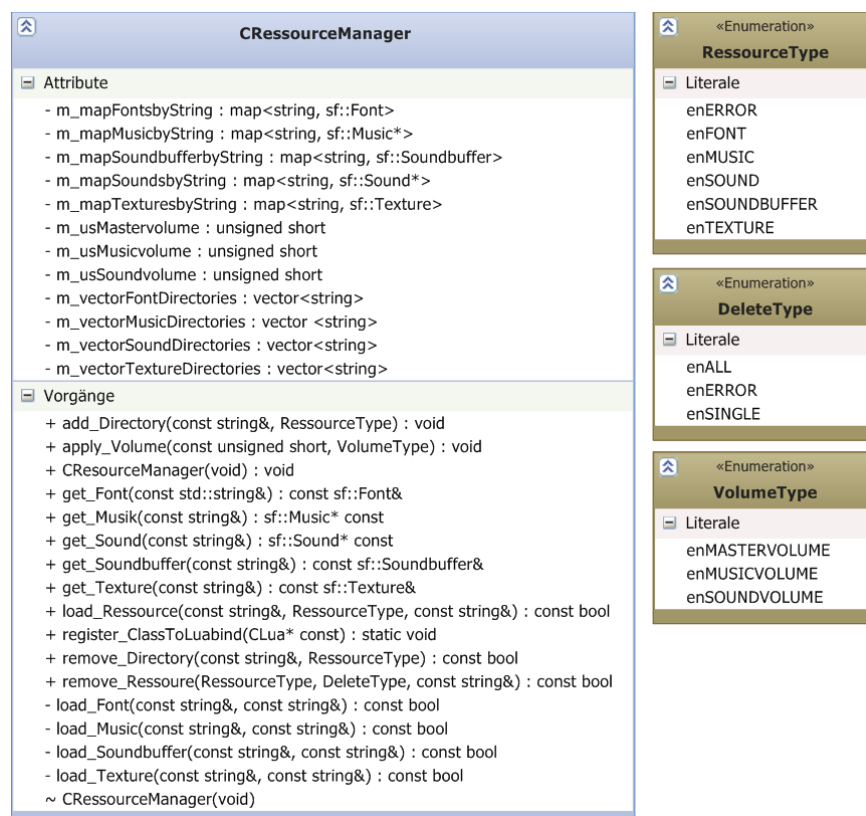 CRessourceManager
Attribute
- m_mapFontsbyString : map<string, sf::Font>
- m_mapMusicbyString : map<string, sf::Music*>
- m_mapSoundbufferbyString : map<string, sf::Soundbuffer>
- m_mapSoundsbyString : map<string, sf::Sound*>
- m_mapTexturesbyString : map<string, sf::Texture>
- m_usMastervolume : unsigned short
- m_usMusicvolume : unsigned short
- m_usSoundvolume : unsigned short
- m_vectorFontDirectories : vector<string>
- m_vectorMusicDirectories : vector <string>
- m_vectorSoundDirectories : vector<string>
- m_vectorTextureDirectories : vector<string>
Vorgänge
+ add_Directory(const string&, RessourceType) : void
+ apply_Volume(const unsigned short, VolumeType) : void
+ CResourceManager(void) : void
+ get_Font(const std::string&) : const sf::Font&
+ get_Musik(const string&) : sf::Music* const
+ get_Sound(const string&) : sf::Sound* const
+ get_Soundbuffer(const string&) : const sf::Soundbuffer&
+ get_Texture(const string&) : const sf::Texture&
+ load_Ressource(const string&, RessourceType, const string&) : const bool
+ register_ClassToLuabind(CLua* const) : static void
+ remove_Directory(const string&, RessourceType) : const bool
+ remove_Ressoure(RessourceType, DeleteType, const string&) : const bool
- load_Font(const string&, const string&) : const bool
- load_Music(const string&, const string&) : const bool
- load_Soundbuffer(const string&, const string&) : const bool
- load_Texture(const string&, const string&) : const bool
~ CRessourceManager(void)
«Enumeration»
RessourceType
Literale
enERROR
enFONT
enMUSIC
enSOUND
enSOUNDBUFFER
enTEXTURE
«Enumeration»
DeleteType
Literale
enALL
enERROR
enSINGLE
«Enumeration»
VolumeType
Literale
enMASTERVOLUME
enMUSICVOLUME
enSOUNDVOLUME